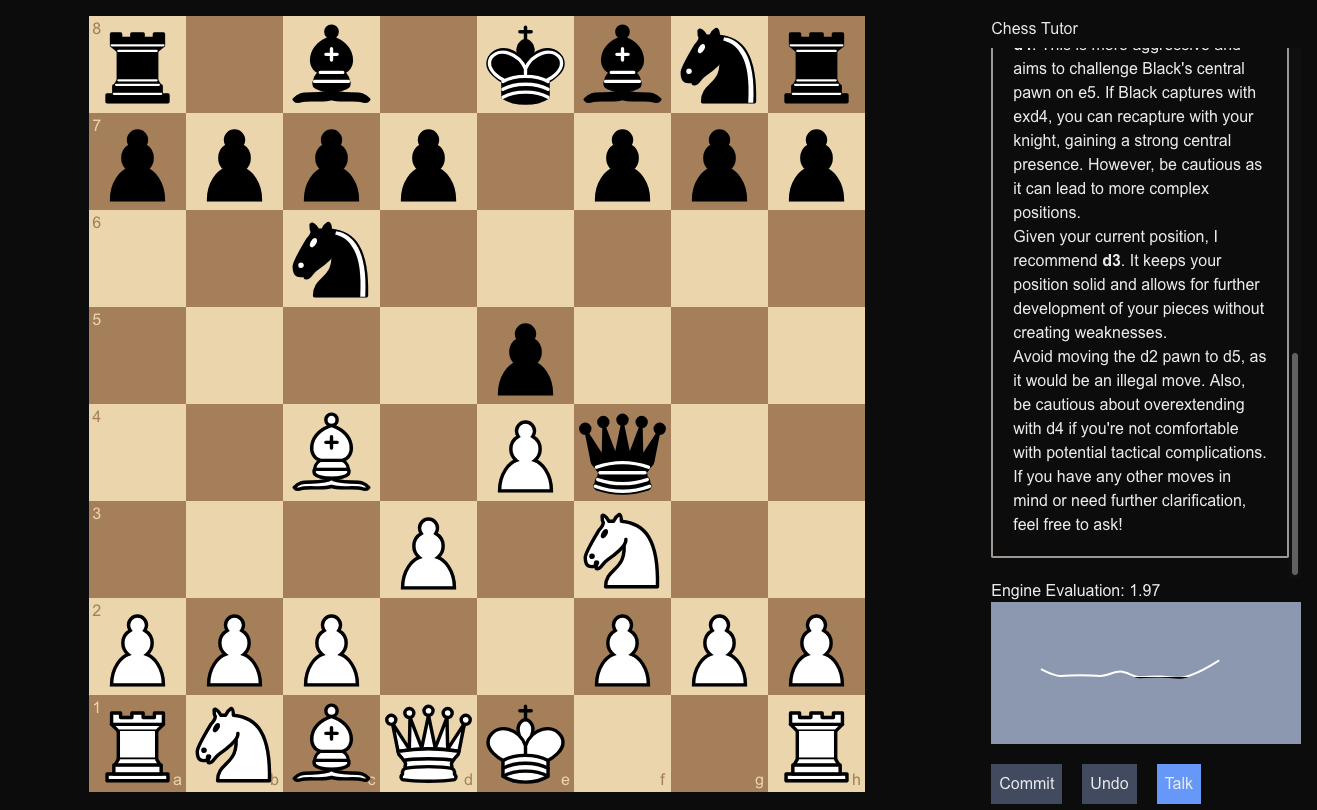 8
7
6
5
4
3
2
1
a
b
c
d
e
f
g
h
Chess Tutor
aims to challenge Black's central
pawn on e5. If Black captures with
exd4, you can recapture with your
knight, gaining a strong central
presence. However, be cautious as
it can lead to more complex
positions.
Given your current position, I
recommend d3. It keeps your
position solid and allows for further
development of your pieces without
creating weaknesses.
Avoid moving the d2 pawn to d5, as
it would be an illegal move. Also,
be cautious about overextending
with d4 if you're not comfortable
with potential tactical complications.
If you have any other moves in
mind or need further clarification,
feel free to ask!
Engine Evaluation: 1.97
Commit
Undo
Talk